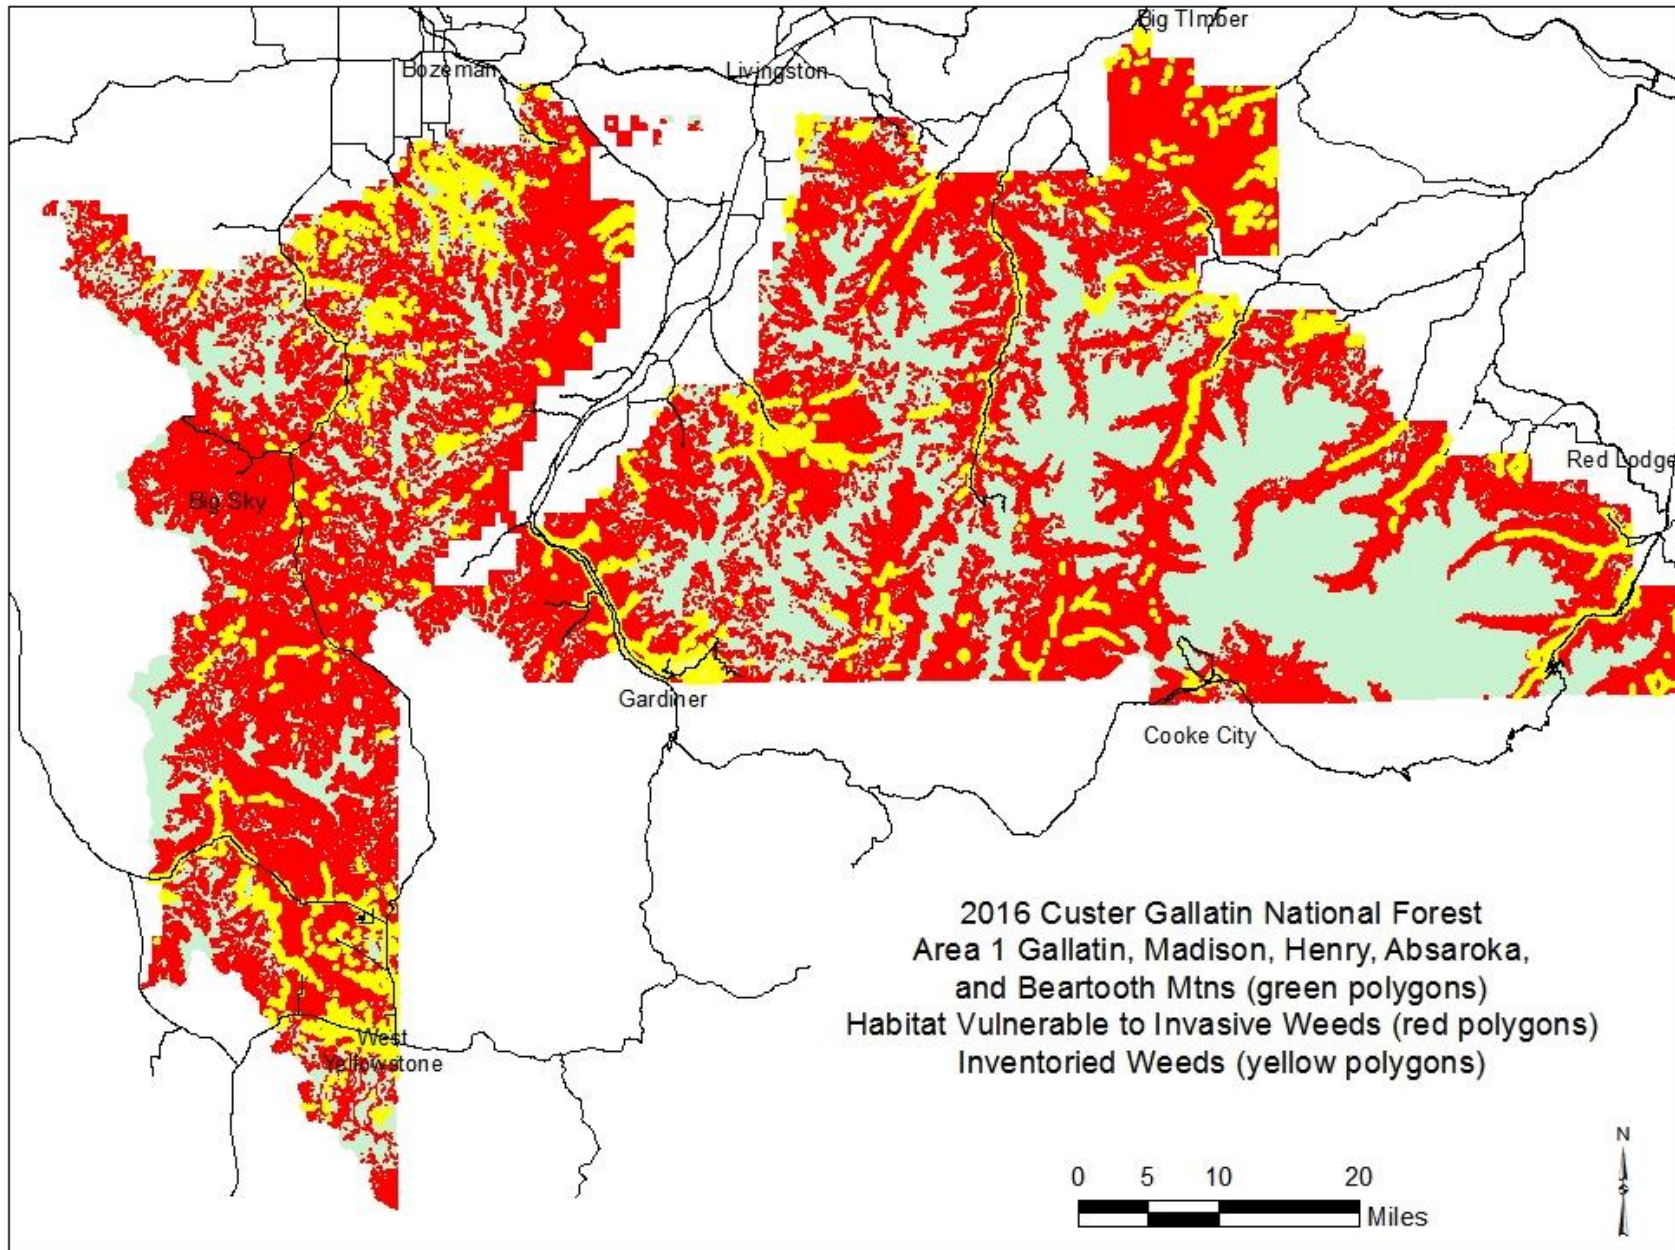 Big TImber
Bozeman
Livingston
Red Lodge
Big Sky
Gardiner
Cooke City
2016 Custer Gallatin National Forest
Area 1 Gallatin, Madison, Henry, Absaroka,
and Beartooth Mtns (green polygons)
Habitat Vulnerable to Invasive Weeds (red polygons)
Inventoried Weeds (yellow polygons)
West
Yellowstone
N
0 5 10 20
Miles